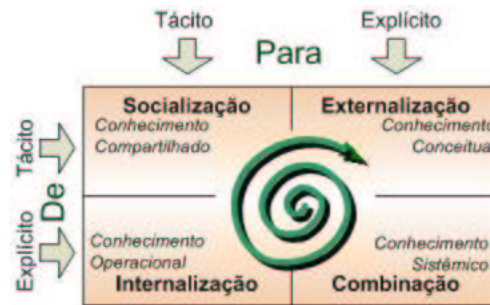 Tácito
Explícito
Para
De
Tácito
Explícito
Socialização
Conhecimento
Compartilhado
Externalização
Conhecimento
Conceitua
Conhecimento
Operacional
Internalização
Conhecimento
Sistêmico
Combinação